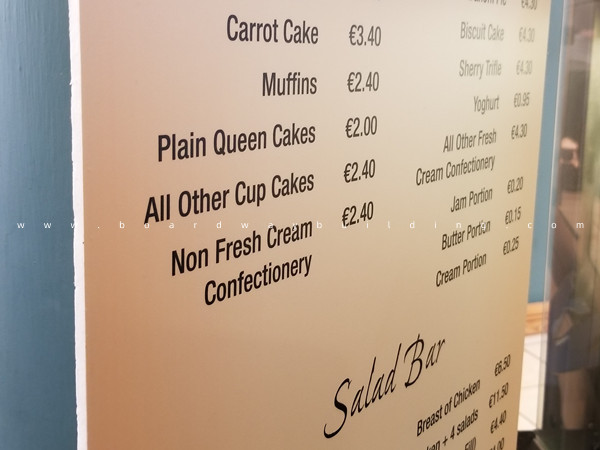 Carrot Cake €3.40
Muffins €2.40
Plain Queen Cakes €2.00
All Other Cup Cakes €2.40
Non Fresh Cream €2.40
Confectionery
€4.30
Biscuit Cake €4.30
Sherry Trifle €4.30
Yoghurt €0.95
All Other Fresh €4.30
Cream Confectionery
Jam Portion €0.20
Butter Portion €0.15
Cream Portion €0.25
Salad Bar
Breast of Chicken €6.50
+ 4 salads €11.50
€4.40